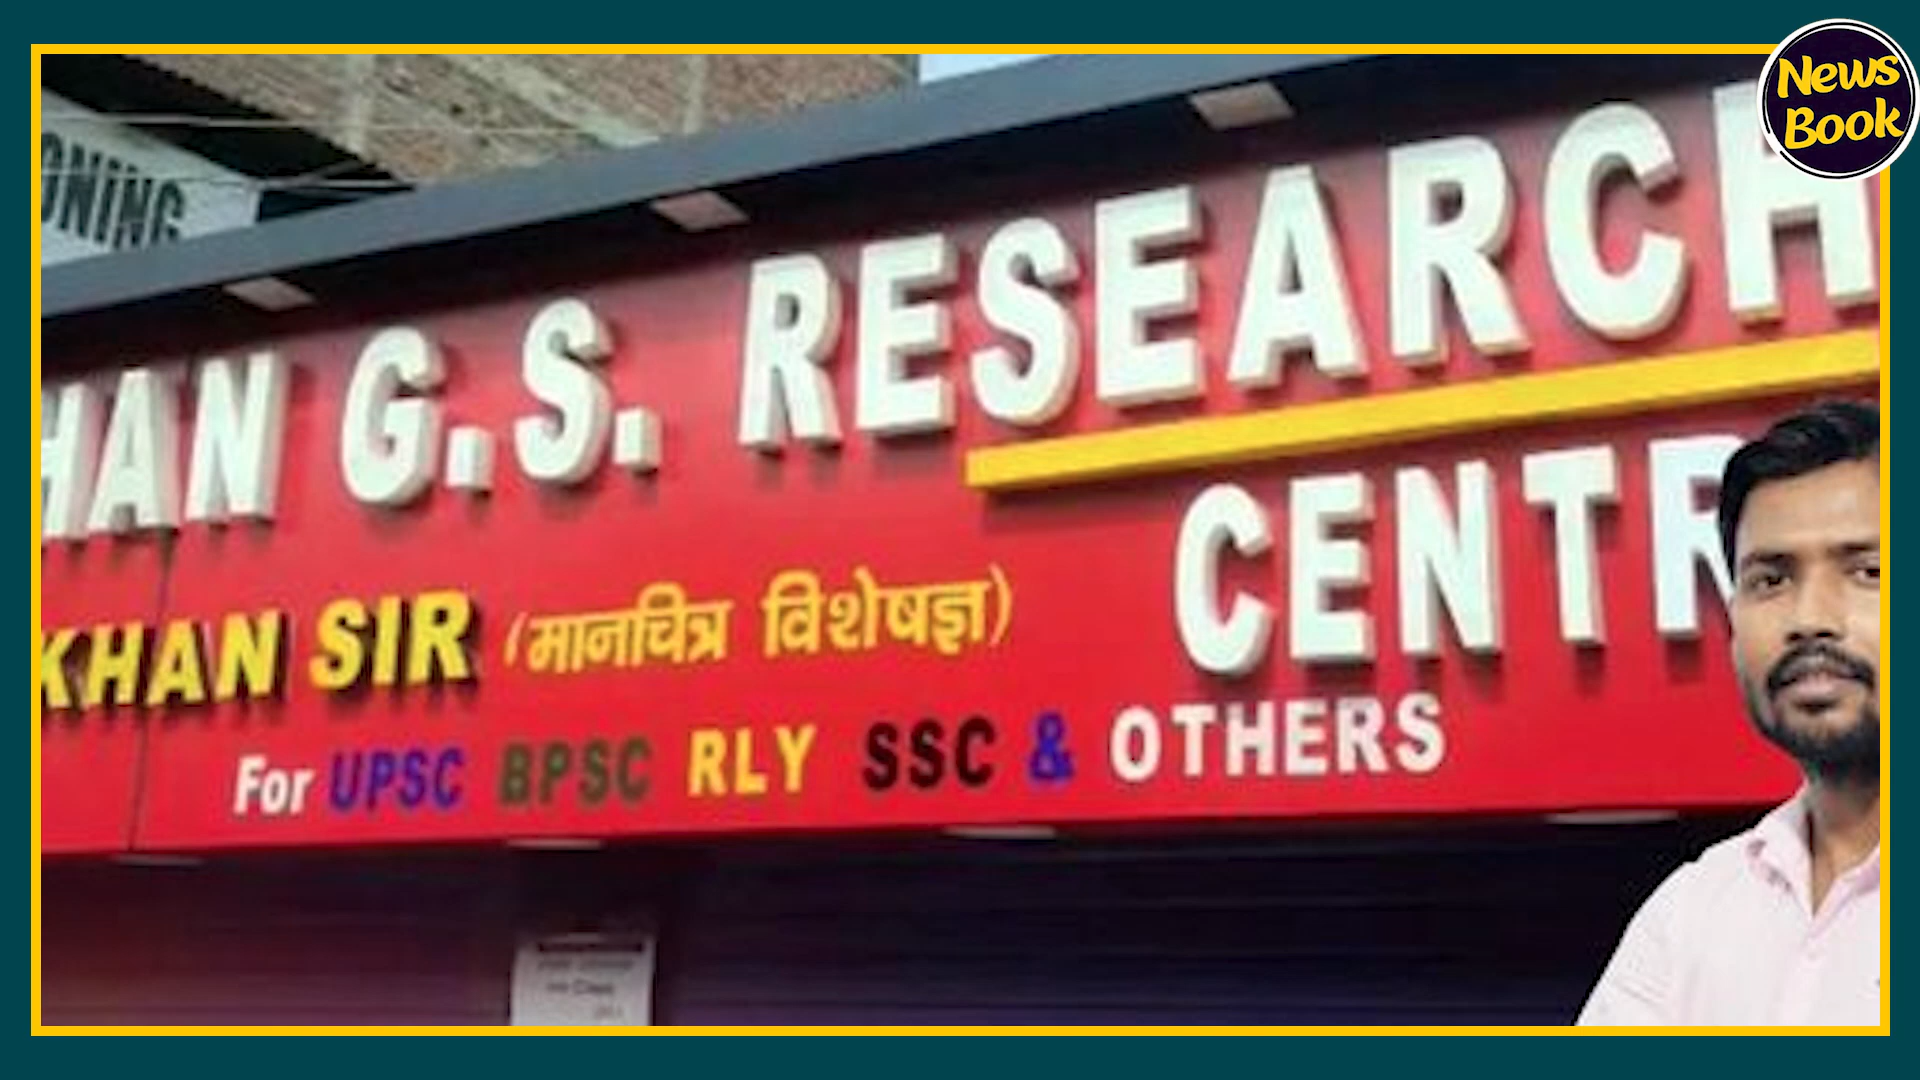 News
Book
ONING
HAN G.S. RESEARCH
CENTR
KHAN SIR (मानचित्र विशेषज्ञ)
For UPSC BPSC RLY SSC & OTHERS